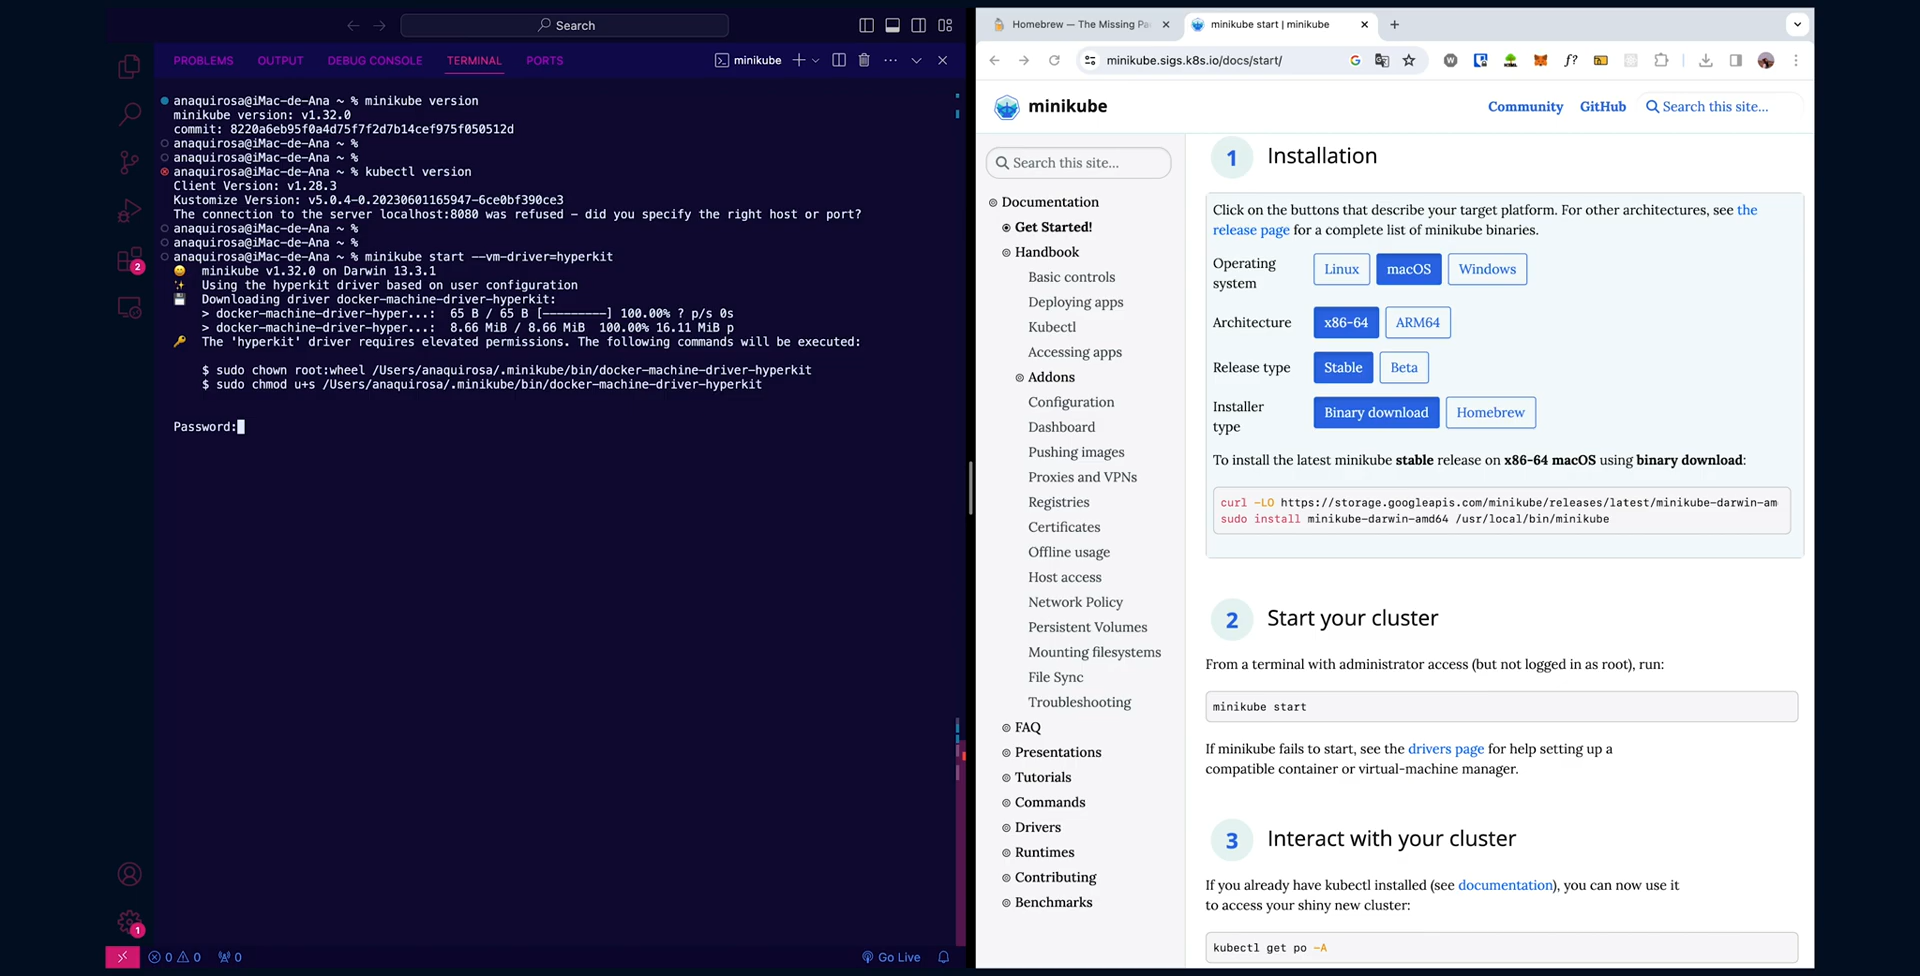 Search
PROBLEMS
OUTPUT
DEBUG CONSOLE
TERMINAL
PORTS
minikube
anaquirosa@iMac-de-Ana ~ % minikube version
minikube version: v1.32.0
commit: 8220a6eb95f0a4d75f7f2d7b14cef975f050512d
anaquirosa@iMac-de-Ana ~ %
anaquirosa@iMac-de-Ana ~ %
anaquirosa@iMac-de-Ana ~ % kubectl version
Client Version: v1.28.3
Kustomize Version: v5.0.4-0.20230601165947-6ce0bf390ce3
The connection to the server localhost:8080 was refused - did you specify the right host or port?
anaquirosa@iMac-de-Ana ~ %
anaquirosa@iMac-de-Ana ~ %
anaquirosa@iMac-de-Ana ~ % minikube start --vm-driver=hyperkit
minikube v1.32.0 on Darwin 13.3.1
Using the hyperkit driver based on user configuration
Downloading driver docker-machine-driver-hyperkit:
> docker-machine-driver-hyper...: 65 B / 65 B [---------] 100.00% ? p/s 0s
> docker-machine-driver-hyper...: 8.66 MiB / 8.66 MiB 100.00% 16.11 MiB p
The 'hyperkit' driver requires elevated permissions. The following commands will be executed:
$ sudo chown root:wheel /Users/anaquirosa/.minikube/bin/docker-machine-driver-hyperkit
$ sudo chmod u+s /Users/anaquirosa/.minikube/bin/docker-machine-driver-hyperkit
Password:
2
1
0 0
0
Go Live
Homebrew — The Missing Pa
minikube start | minikube
minikube.sigs.k8s.io/docs/start/
minikube
Community
GitHub
Search this site...
Search this site...
Documentation
Get Started!
Handbook
Basic controls
Deploying apps
Kubectl
Accessing apps
Addons
Configuration
Dashboard
Pushing images
Proxies and VPNs
Registries
Certificates
Offline usage
Host access
Network Policy
Persistent Volumes
Mounting filesystems
File Sync
Troubleshooting
FAQ
Presentations
Tutorials
Commands
Drivers
Runtimes
Contributing
Benchmarks
1 Installation
Click on the buttons that describe your target platform. For other architectures, see the
release page for a complete list of minikube binaries.
Operating
system
Linux
macOS
Windows
Architecture
x86-64
ARM64
Release type
Stable
Beta
Installer
type
Binary download
Homebrew
To install the latest minikube stable release on x86-64 macOS using binary download:
curl -LO https://storage.googleapis.com/minikube/releases/latest/minikube-darwin-am
sudo install minikube-darwin-amd64 /usr/local/bin/minikube
2 Start your cluster
From a terminal with administrator access (but not logged in as root), run:
minikube start
If minikube fails to start, see the drivers page for help setting up a
compatible container or virtual-machine manager.
3 Interact with your cluster
If you already have kubectl installed (see documentation), you can now use it
to access your shiny new cluster:
kubectl get po -A